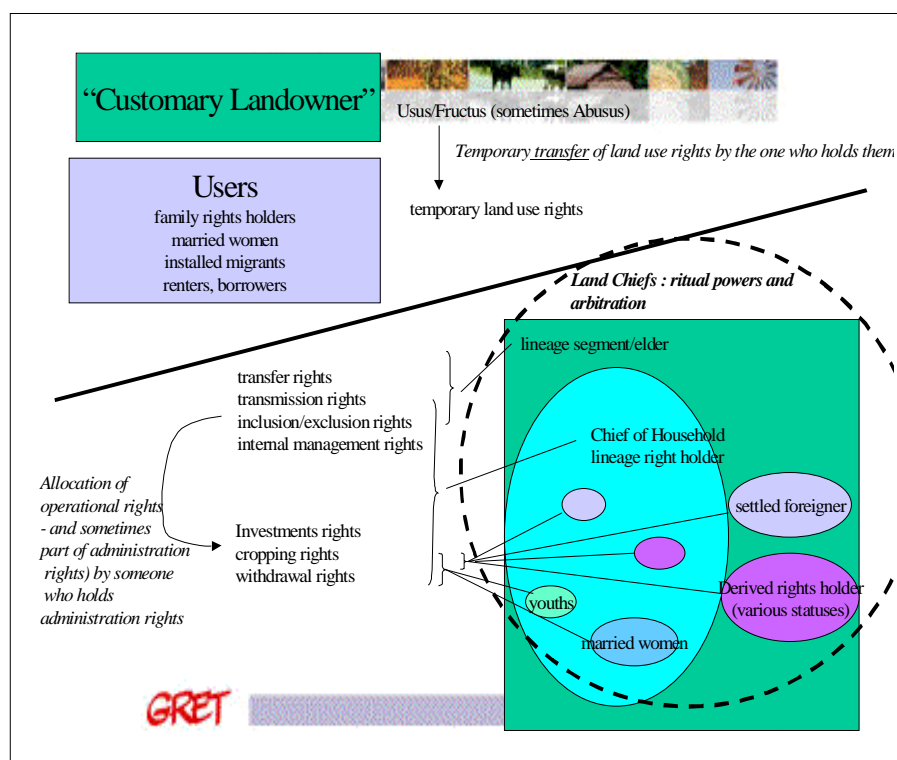 “Customary Landowner”
Usus/Fructus (sometimes Abusus)
Temporary transfer of land use rights by the one who holds them
temporary land use rights
Users
family rights holders
married women
installed migrants
renters, borrowers
Land Chiefs : ritual powers and
arbitration
lineage segment/elder
transfer rights
transmission rights
inclusion/exclusion rights
internal management rights
Chief of Household
lineage right holder
Allocation of
operational rights
- and sometimes
part of administration
rights) by someone
who holds
administration rights
Investments rights
cropping rights
withdrawal rights
settled foreigner
Derived rights holder
(various statuses)
youths
married women
GRET